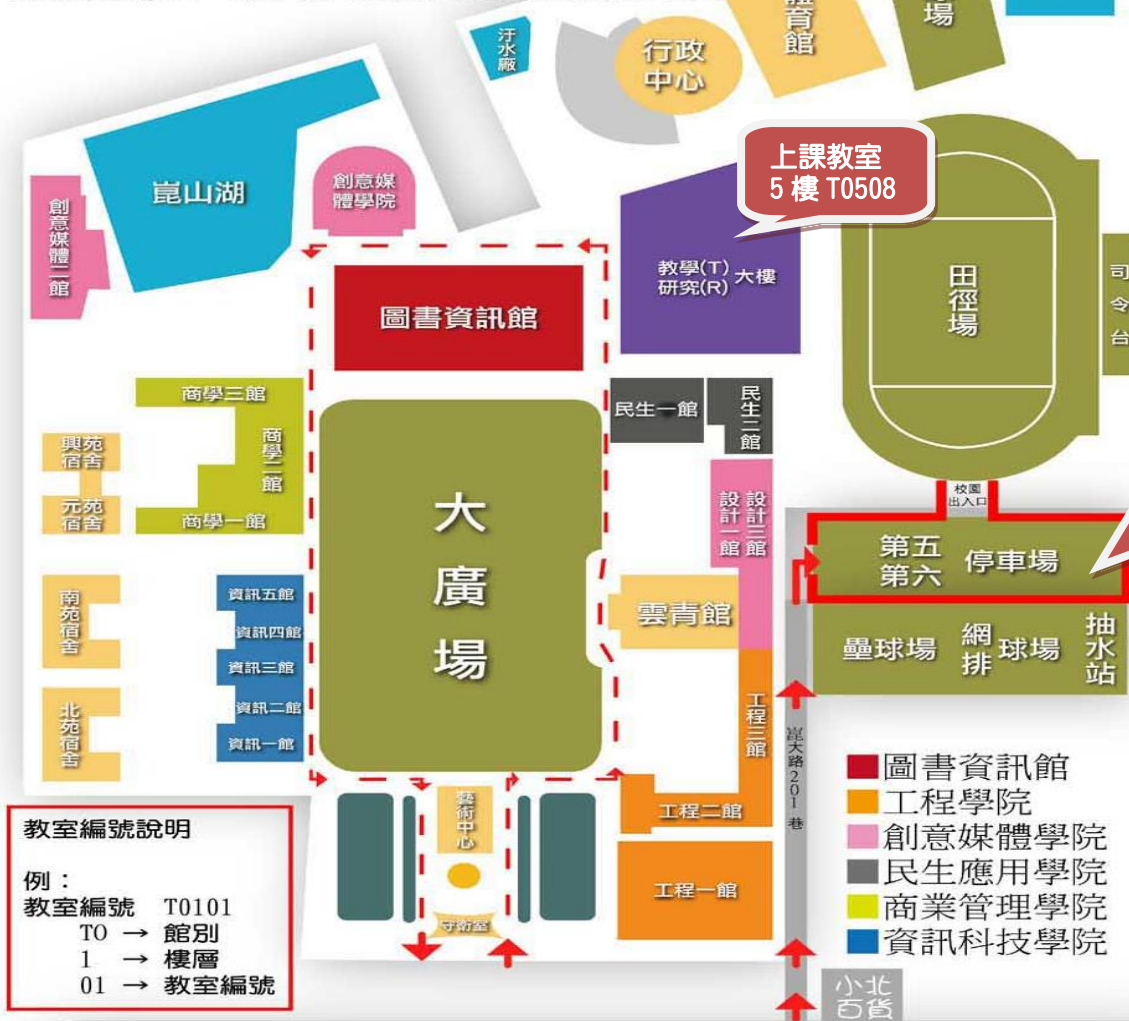 汙水廠
行政
中心
體育館
場
上課教室
5 樓 T0508
崑山湖
創意媒
體學院
創意媒體二館
圖書資訊館
教學(T)
研究(R)
大樓
田徑場
司令台
商學三館
商學二館
商學一館
興苑
宿舍
元苑
宿舍
民生一館
民生二館
設計一館
設計三館
校園
出入口
大廣場
第五
第六
停車場
壘球場
網
排
球場
抽水站
雲青館
南苑宿舍
北苑宿舍
資訊五館
資訊四館
資訊三館
資訊二館
資訊一館
工程三館
工程二館
工程一館
崑大路201巷
藝術中心
守衛室
小北
百貨
教室編號說明
例：
教室編號 T0101
T0 → 館別
1 → 樓層
01 → 教室編號
圖書資訊館
工程學院
創意媒體學院
民生應用學院
商業管理學院
資訊科技學院